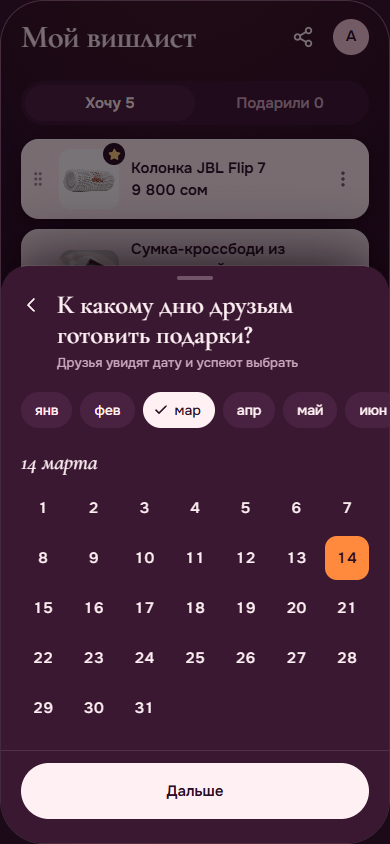 Мой вишлист
А
Хочу 5
Подарили 0
Колонка JBL Flip 7
9 800 сом
Сумка-кроссбоди из
К какому дню друзьям
готовить подарки?
Друзья увидят дату и успеют выбрать
янв фев мар апр май июн
14 марта
1 2 3 4 5 6 7
8 9 10 11 12 13 14
15 16 17 18 19 20 21
22 23 24 25 26 27 28
29 30 31
Дальше